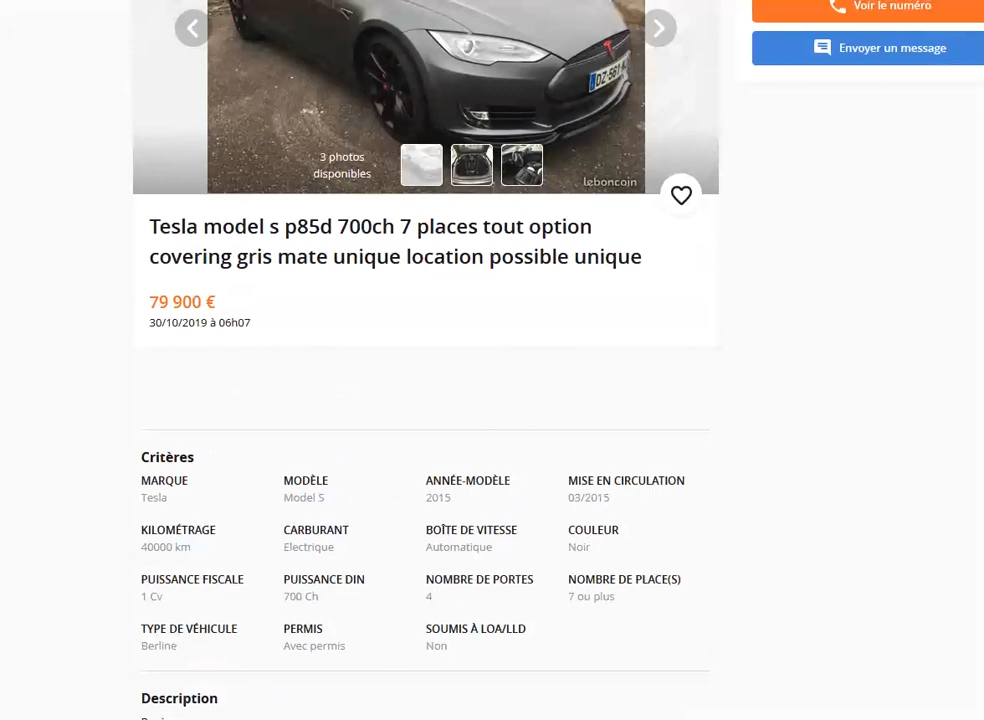 Voir le numéro
Envoyer un message
3 photos
disponibles
leboncoin
Tesla model s p85d 700ch 7 places tout option
covering gris mate unique location possible unique
79 900 €
30/10/2019 à 06h07
Critères
MARQUE MODÈLE ANNÉE-MODÈLE MISE EN CIRCULATION
Tesla Model S 2015 03/2015
KILOMÉTRAGE CARBURANT BOÎTE DE VITESSE COULEUR
40000 km Electrique Automatique Noir
PUISSANCE FISCALE PUISSANCE DIN NOMBRE DE PORTES NOMBRE DE PLACE(S)
1 Cv 700 Ch 4 7 ou plus
TYPE DE VÉHICULE PERMIS SOUMIS À LOA/LLD
Berline Avec permis Non
Description